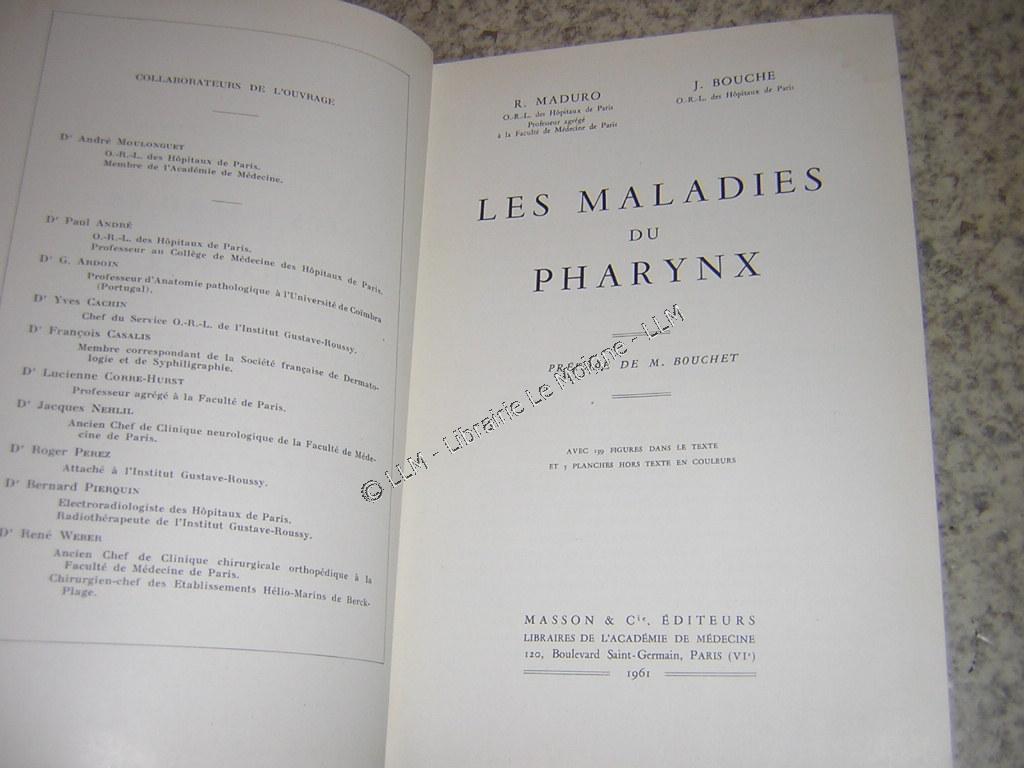 COLLABORATEURS DE L'OUVRAGE
Dr André MOULONGUET
O.-R.-L. des Hôpitaux de Paris.
Membre de l'Académie de Médecine.
Dr Paul ANDRÉ
O.-R.-L. des Hôpitaux de Paris.
Professeur au Collège de Médecine des Hôpitaux de Paris.
Dr G. ARDOIN
Professeur d'Anatomie pathologique à l'Université de Coïmbra
(Portugal).
Dr Yves CACHIN
Chef du Service O.-R.-L. de l'Institut Gustave-Roussy.
Dr François CASALIS
Membre correspondant de la Société française de Dermato-
logie et de Syphiligraphie.
Dr Lucienne CORRE-HURST
Professeur agrégé à la Faculté de Paris.
Dr Jacques NEHLIL
Ancien Chef de Clinique neurologique de la Faculté de Méde-
cine de Paris.
Dr Roger PEREZ
Attaché à l'Institut Gustave-Roussy.
Dr Bernard PIERQUIN
Electroradiologiste des Hôpitaux de Paris.
Radiothérapeute de l'Institut Gustave-Roussy.
Dr René WEBER
Ancien Chef de Clinique chirurgicale orthopédique à la
Faculté de Médecine de Paris.
Chirurgien-chef des Etablissements Hélio-Marins de Berck-
Plage.
R. MADURO
O.-R.-L. des Hôpitaux de Paris
Professeur agrégé
à la Faculté de Médecine de Paris
J. BOUCHE
O.-R.-L. des Hôpitaux de Paris
LES MALADIES
DU
PHARYNX
PRÉFACE DE M. BOUCHET
AVEC 139 FIGURES DANS LE TEXTE
ET 5 PLANCHES HORS TEXTE EN COULEURS
MASSON & Cie, ÉDITEURS
LIBRAIRES DE L'ACADÉMIE DE MÉDECINE
120, Boulevard Saint-Germain, PARIS (VIe)
1961
© LLM - Librairie Le Moigne - LLM